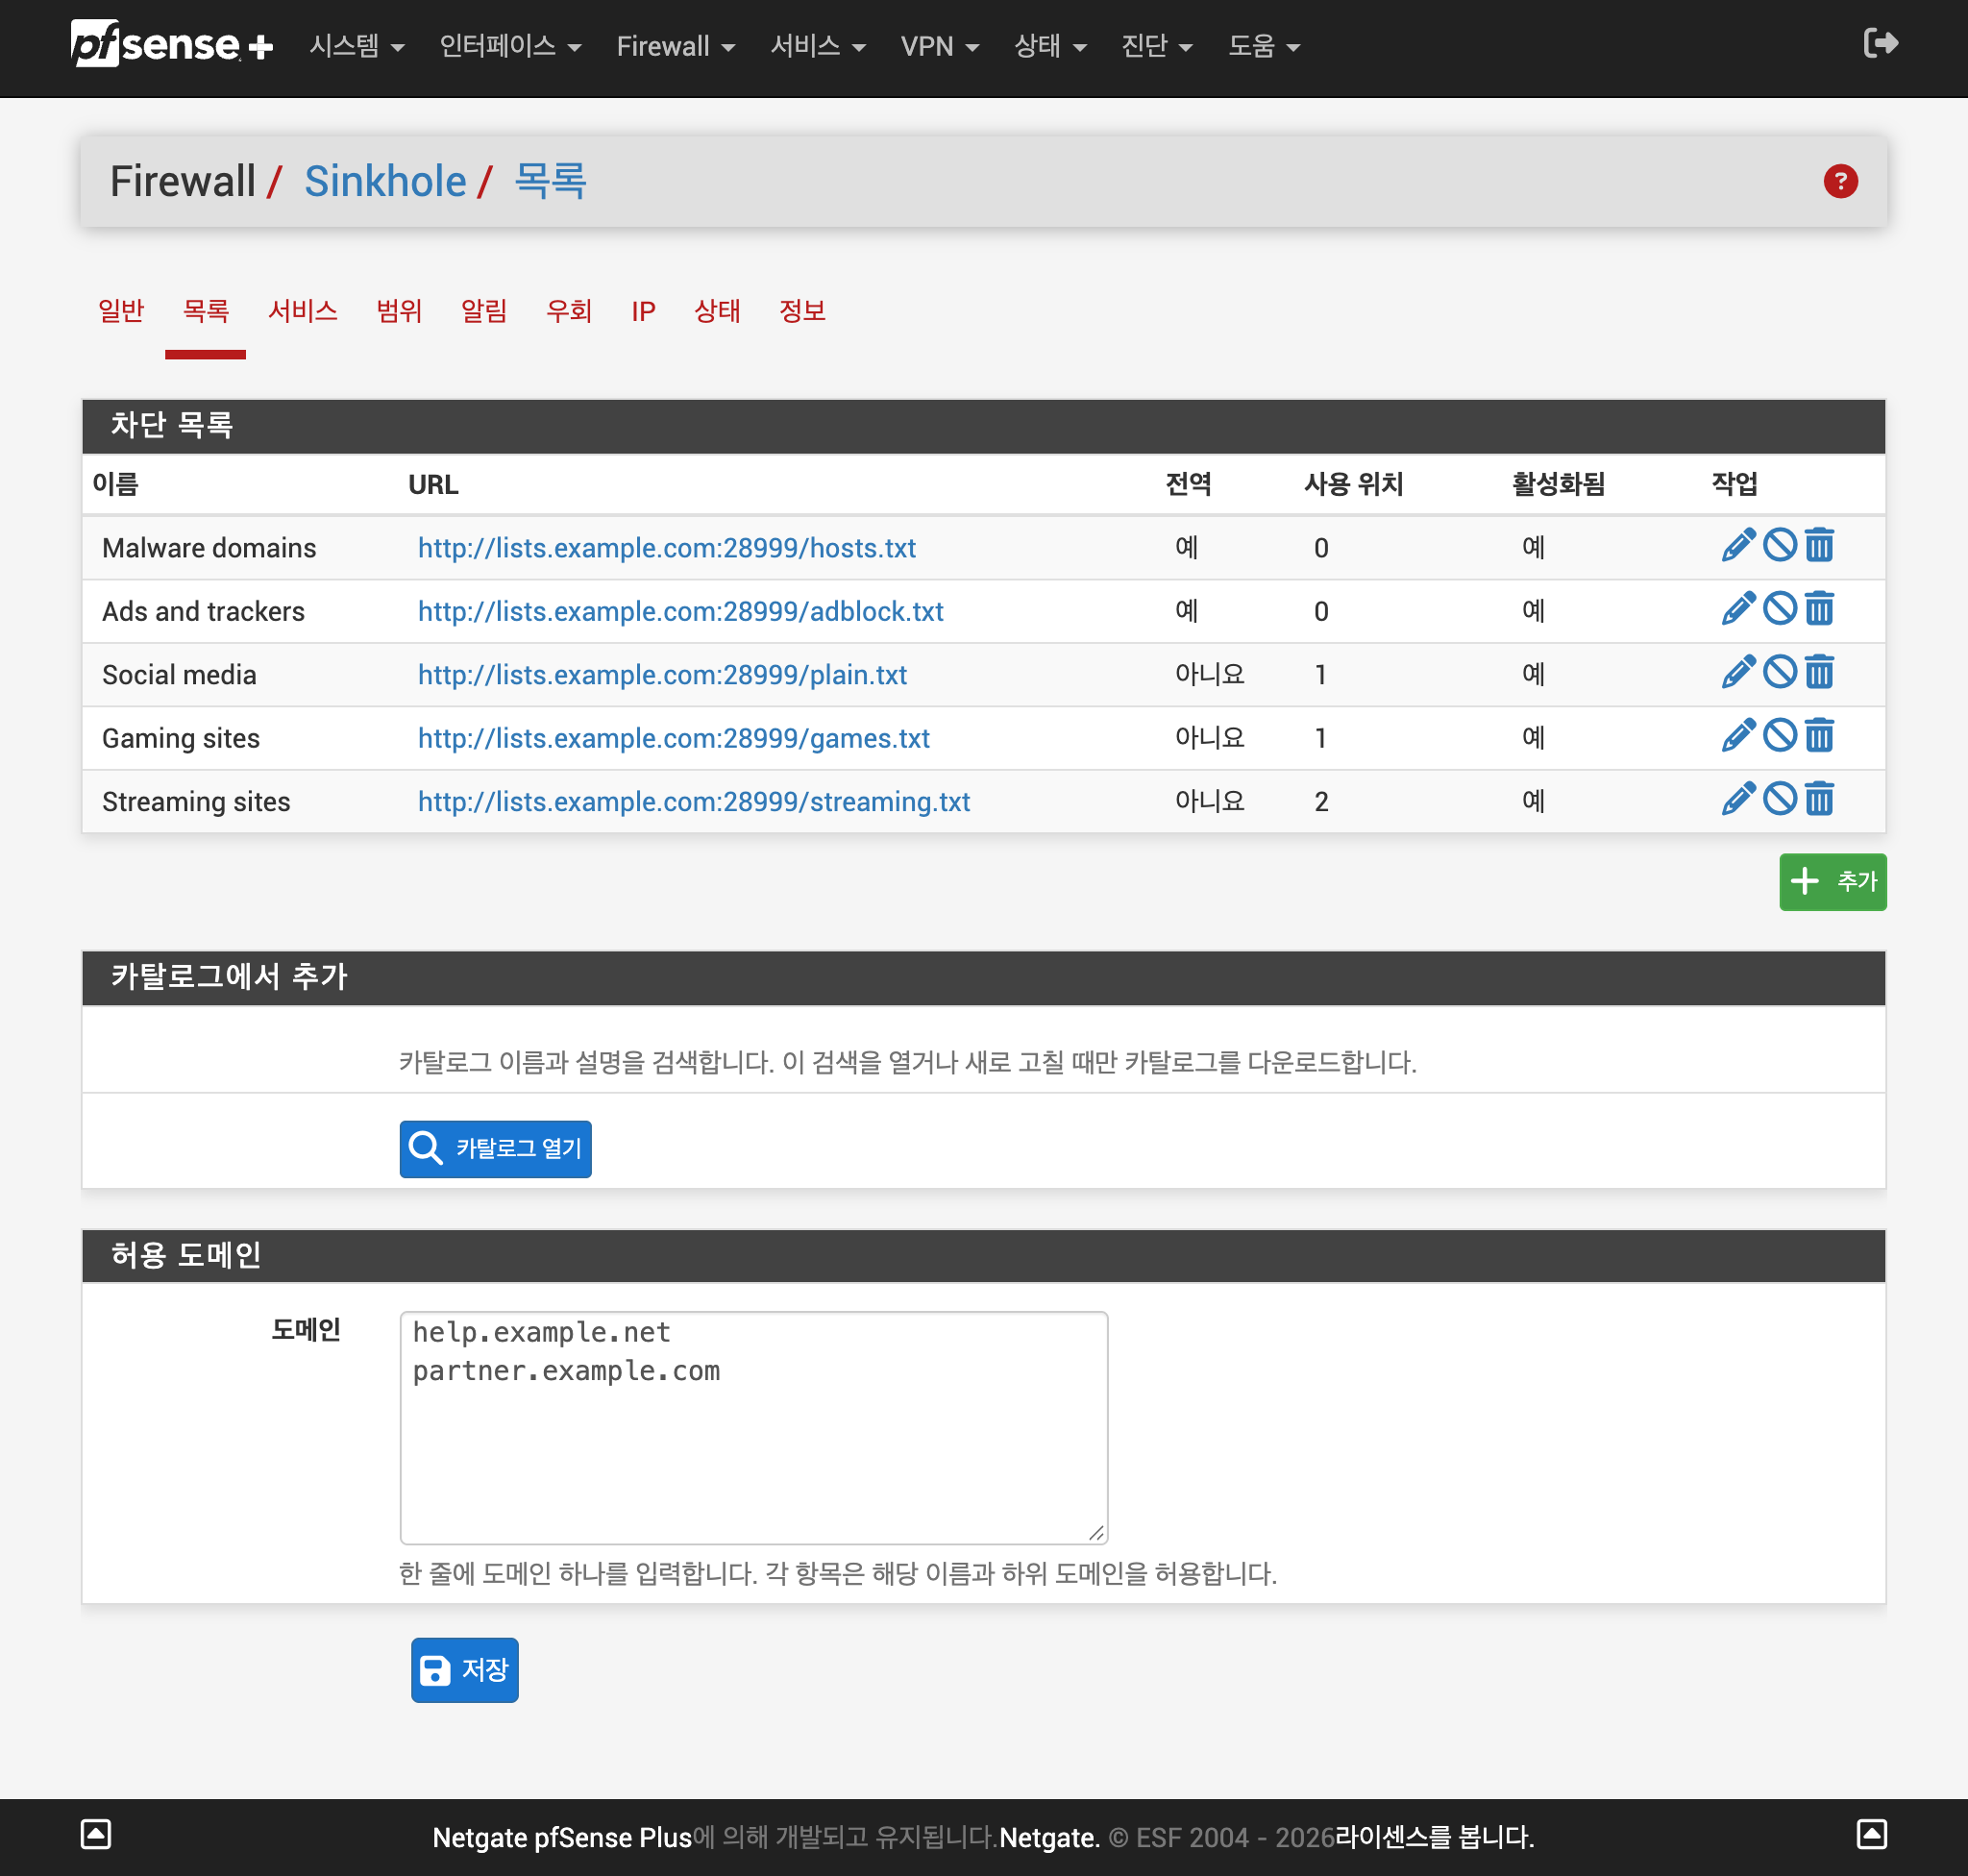 pfsense+ 시스템 인터페이스 Firewall 서비스 VPN 상태 진단 도움
Firewall / Sinkhole / 목록 ?
일반 목록 서비스 범위 알림 우회 IP 상태 정보
차단 목록
이름 URL 전역 사용 위치 활성화됨 작업
Malware domains http://lists.example.com:28999/hosts.txt 예 0 예
Ads and trackers http://lists.example.com:28999/adblock.txt 예 0 예
Social media http://lists.example.com:28999/plain.txt 아니요 1 예
Gaming sites http://lists.example.com:28999/games.txt 아니요 1 예
Streaming sites http://lists.example.com:28999/streaming.txt 아니요 2 예
추가
카탈로그에서 추가
카탈로그 이름과 설명을 검색합니다. 이 검색을 열거나 새로 고칠 때만 카탈로그를 다운로드합니다.
카탈로그 열기
허용 도메인
도메인 help.example.net
partner.example.com
한 줄에 도메인 하나를 입력합니다. 각 항목은 해당 이름과 하위 도메인을 허용합니다.
저장
Netgate pfSense Plus에 의해 개발되고 유지됩니다.Netgate. © ESF 2004 - 2026라이센스를 봅니다.